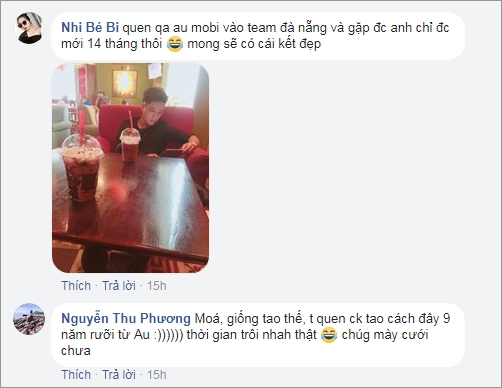 Nhi Bé Bi quen qa au mobi vào team đà nẵng và gặp đc anh chỉ đc
mới 14 tháng thôi 😂 mong sẽ có cái kết đẹp
Thích · Trả lời · 15h
Nguyễn Thu Phương Moá, giống tao thế, t quen ck tao cách đây 9
năm rưỡi từ Au :)))))) thời gian trôi nhah thật 😂 chúg mày cưới
chưa
Thích · Trả lời · 15h